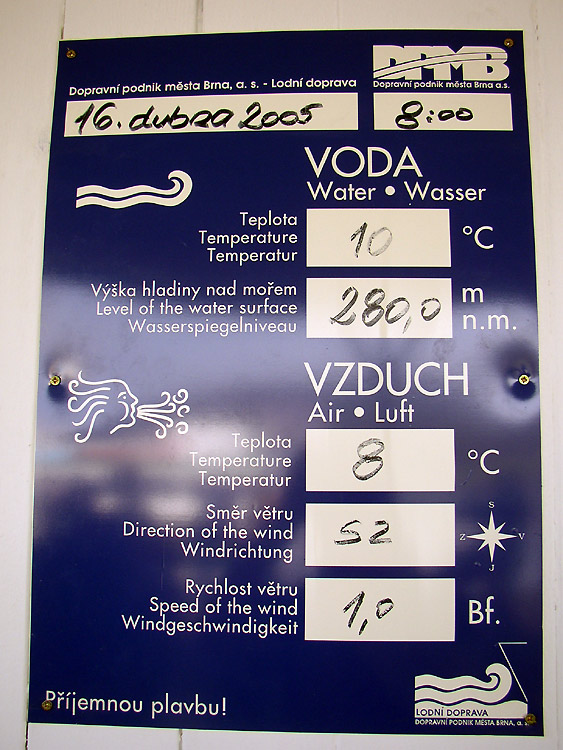 DPMB
Dopravní podnik města Brna, a. s. - Lodní doprava
Dopravní podnik města Brna a.s.
16. dubna 2005
8:00
VODA
Water • Wasser
Teplota
Temperature
Temperatur
10
°C
Výška hladiny nad mořem
Level of the water surface
Wasserspiegelniveau
280,0
m
n.m.
VZDUCH
Air • Luft
Teplota
Temperature
Temperatur
8
°C
Směr větru
Direction of the wind
Windrichtung
SZ
S
Z
V
J
Rychlost větru
Speed of the wind
Windgeschwindigkeit
1,0
Bf.
Příjemnou plavbu!
LODNÍ DOPRAVA
DOPRAVNÍ PODNIK MĚSTA BRNA, a. s.